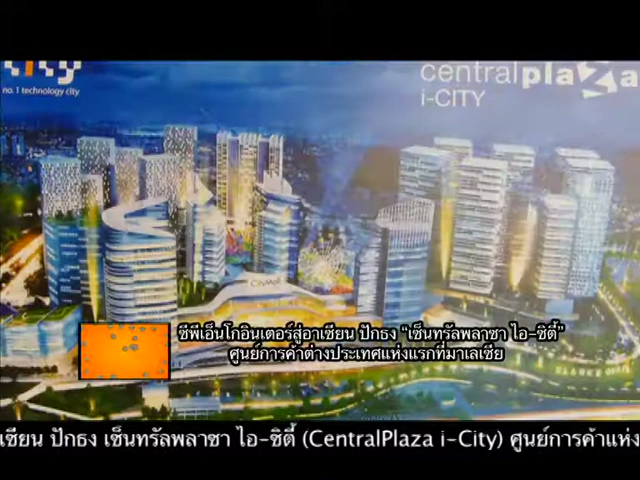 city
centralplaza
no. 1 technology city
i-CITY
CityMall
ซีพีเอ็นโกอินเตอร์สู่อาเซียน ปักธง “เซ็นทรัลพลาซา ไอ-ซิตี้”
ศูนย์การค้าต่างประเทศแห่งแรกที่มาเลเซีย
เซียน ปักธง เซ็นทรัลพลาซา ไอ-ซิตี้ (CentralPlaza i-City) ศูนย์การค้าแห่ง